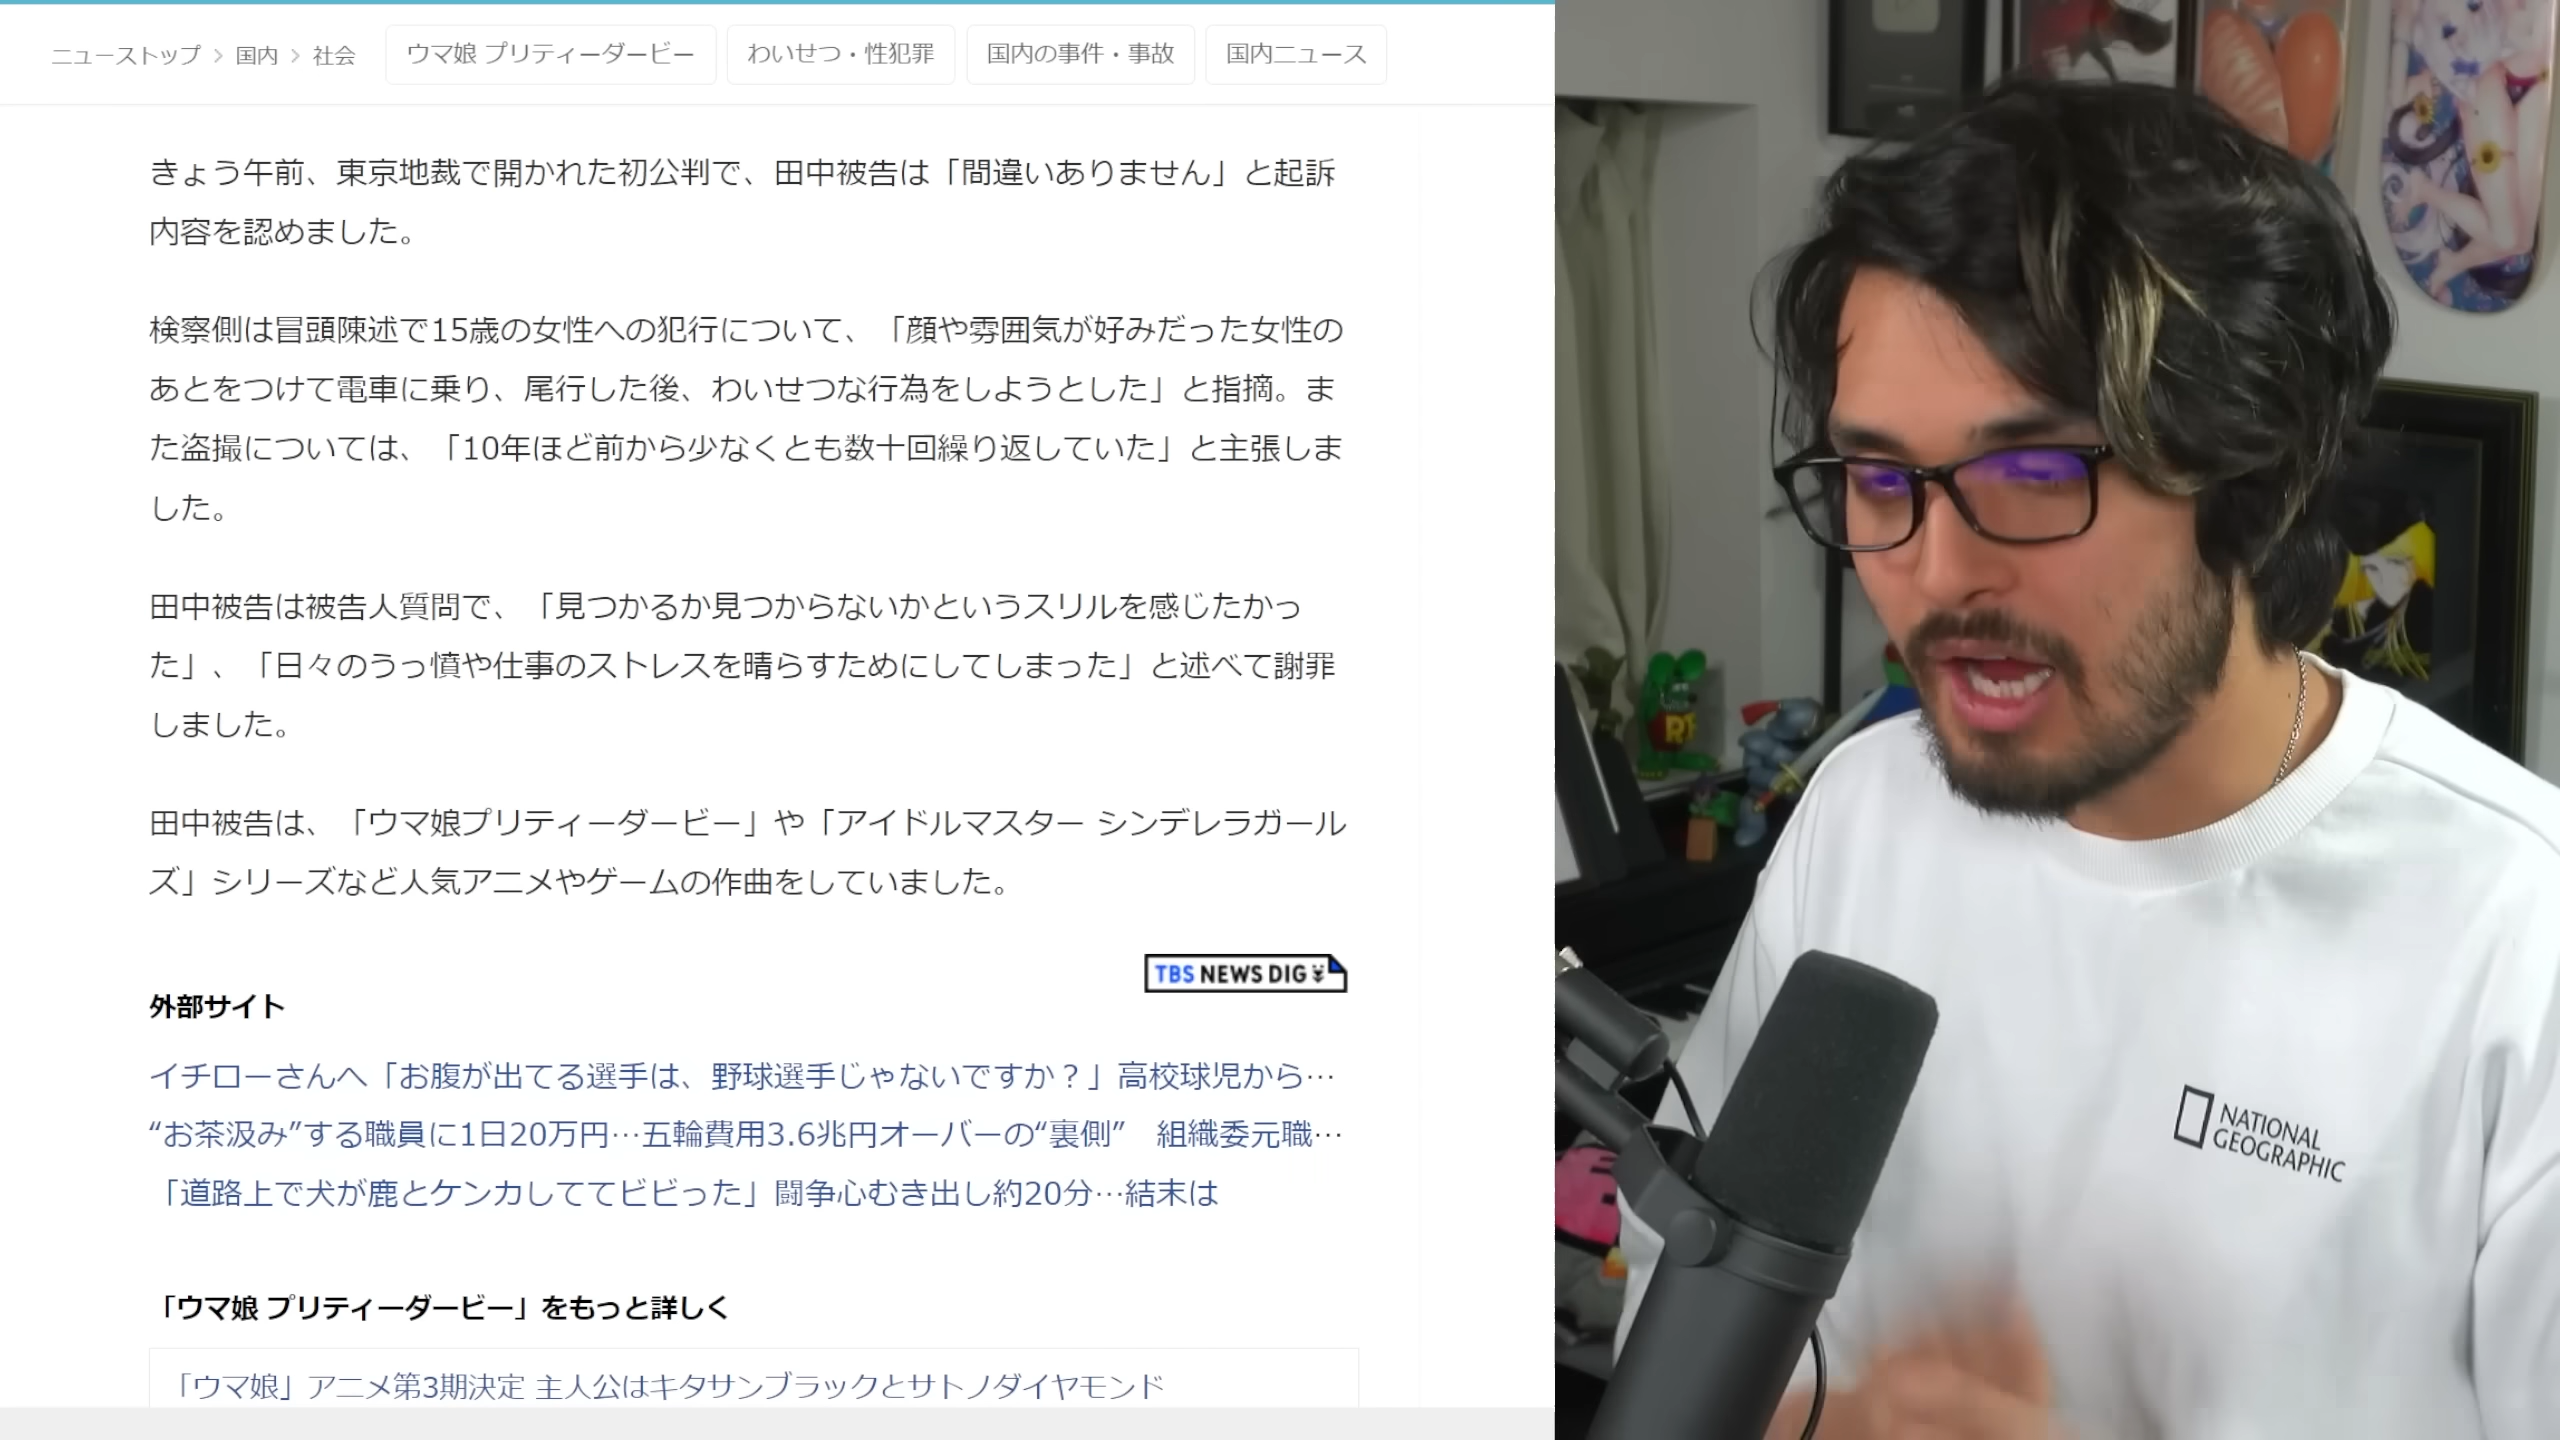 ニューストップ > 国内 > 社会 ウマ娘 プリティーダービー わいせつ・性犯罪 国内の事件・事故 国内ニュース
きょう午前、東京地裁で開かれた初公判で、田中被告は「間違いありません」と起訴
内容を認めました。
検察側は冒頭陳述で15歳の女性への犯行について、「顔や雰囲気が好みだった女性の
あとをつけて電車に乗り、尾行した後、わいせつな行為をしようとした」と指摘。ま
た盗撮については、「10年ほど前から少なくとも数十回繰り返していた」と主張しま
した。
田中被告は被告人質問で、「見つかるか見つからないかというスリルを感じたかっ
た」、「日々のうっ憤や仕事のストレスを晴らすためにしてしまった」と述べて謝罪
しました。
田中被告は、「ウマ娘プリティーダービー」や「アイドルマスター シンデレラガール
ズ」シリーズなど人気アニメやゲームの作曲をしていました。
TBS NEWS DIG
外部サイト
イチローさんへ「お腹が出てる選手は、野球選手じゃないですか？」高校球児から…
“お茶汲み”する職員に1日20万円…五輪費用3.6兆円オーバーの“裏側” 組織委元職…
「道路上で犬が鹿とケンカしててビビった」闘争心むき出し約20分…結末は
「ウマ娘 プリティーダービー」をもっと詳しく
「ウマ娘」アニメ第3期決定 主人公はキタサンブラックとサトノダイヤモンド
RF
NATIONAL
GEOGRAPHIC